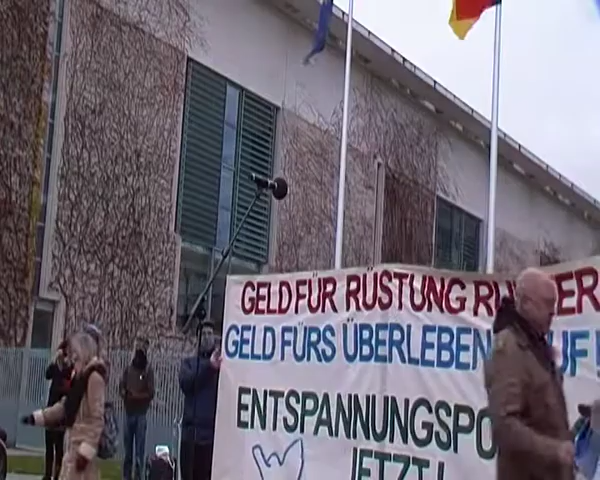 GELD FÜR RÜSTUNG
GELD FÜRS ÜBERLEBEN
ENTSPANNUNGSPO
JETZT!